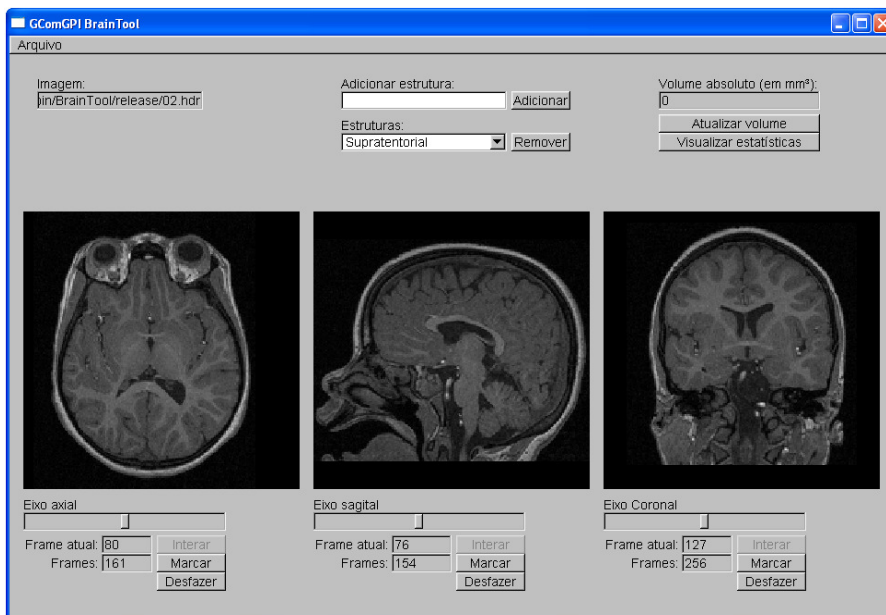 GComGPI BrainTool
Arquivo
Imagem:
in/BrainTool/release/02.hdr
Adicionar estrutura:
Adicionar
Estruturas:
Supratentorial
Remover
Volume absoluto (em mm³):
0
Atualizar volume
Visualizar estatísticas
Eixo axial
Frame atual: 80 Interar
Frames: 161 Marcar
Desfazer
Eixo sagital
Frame atual: 76 Interar
Frames: 154 Marcar
Desfazer
Eixo Coronal
Frame atual: 127 Interar
Frames: 256 Marcar
Desfazer